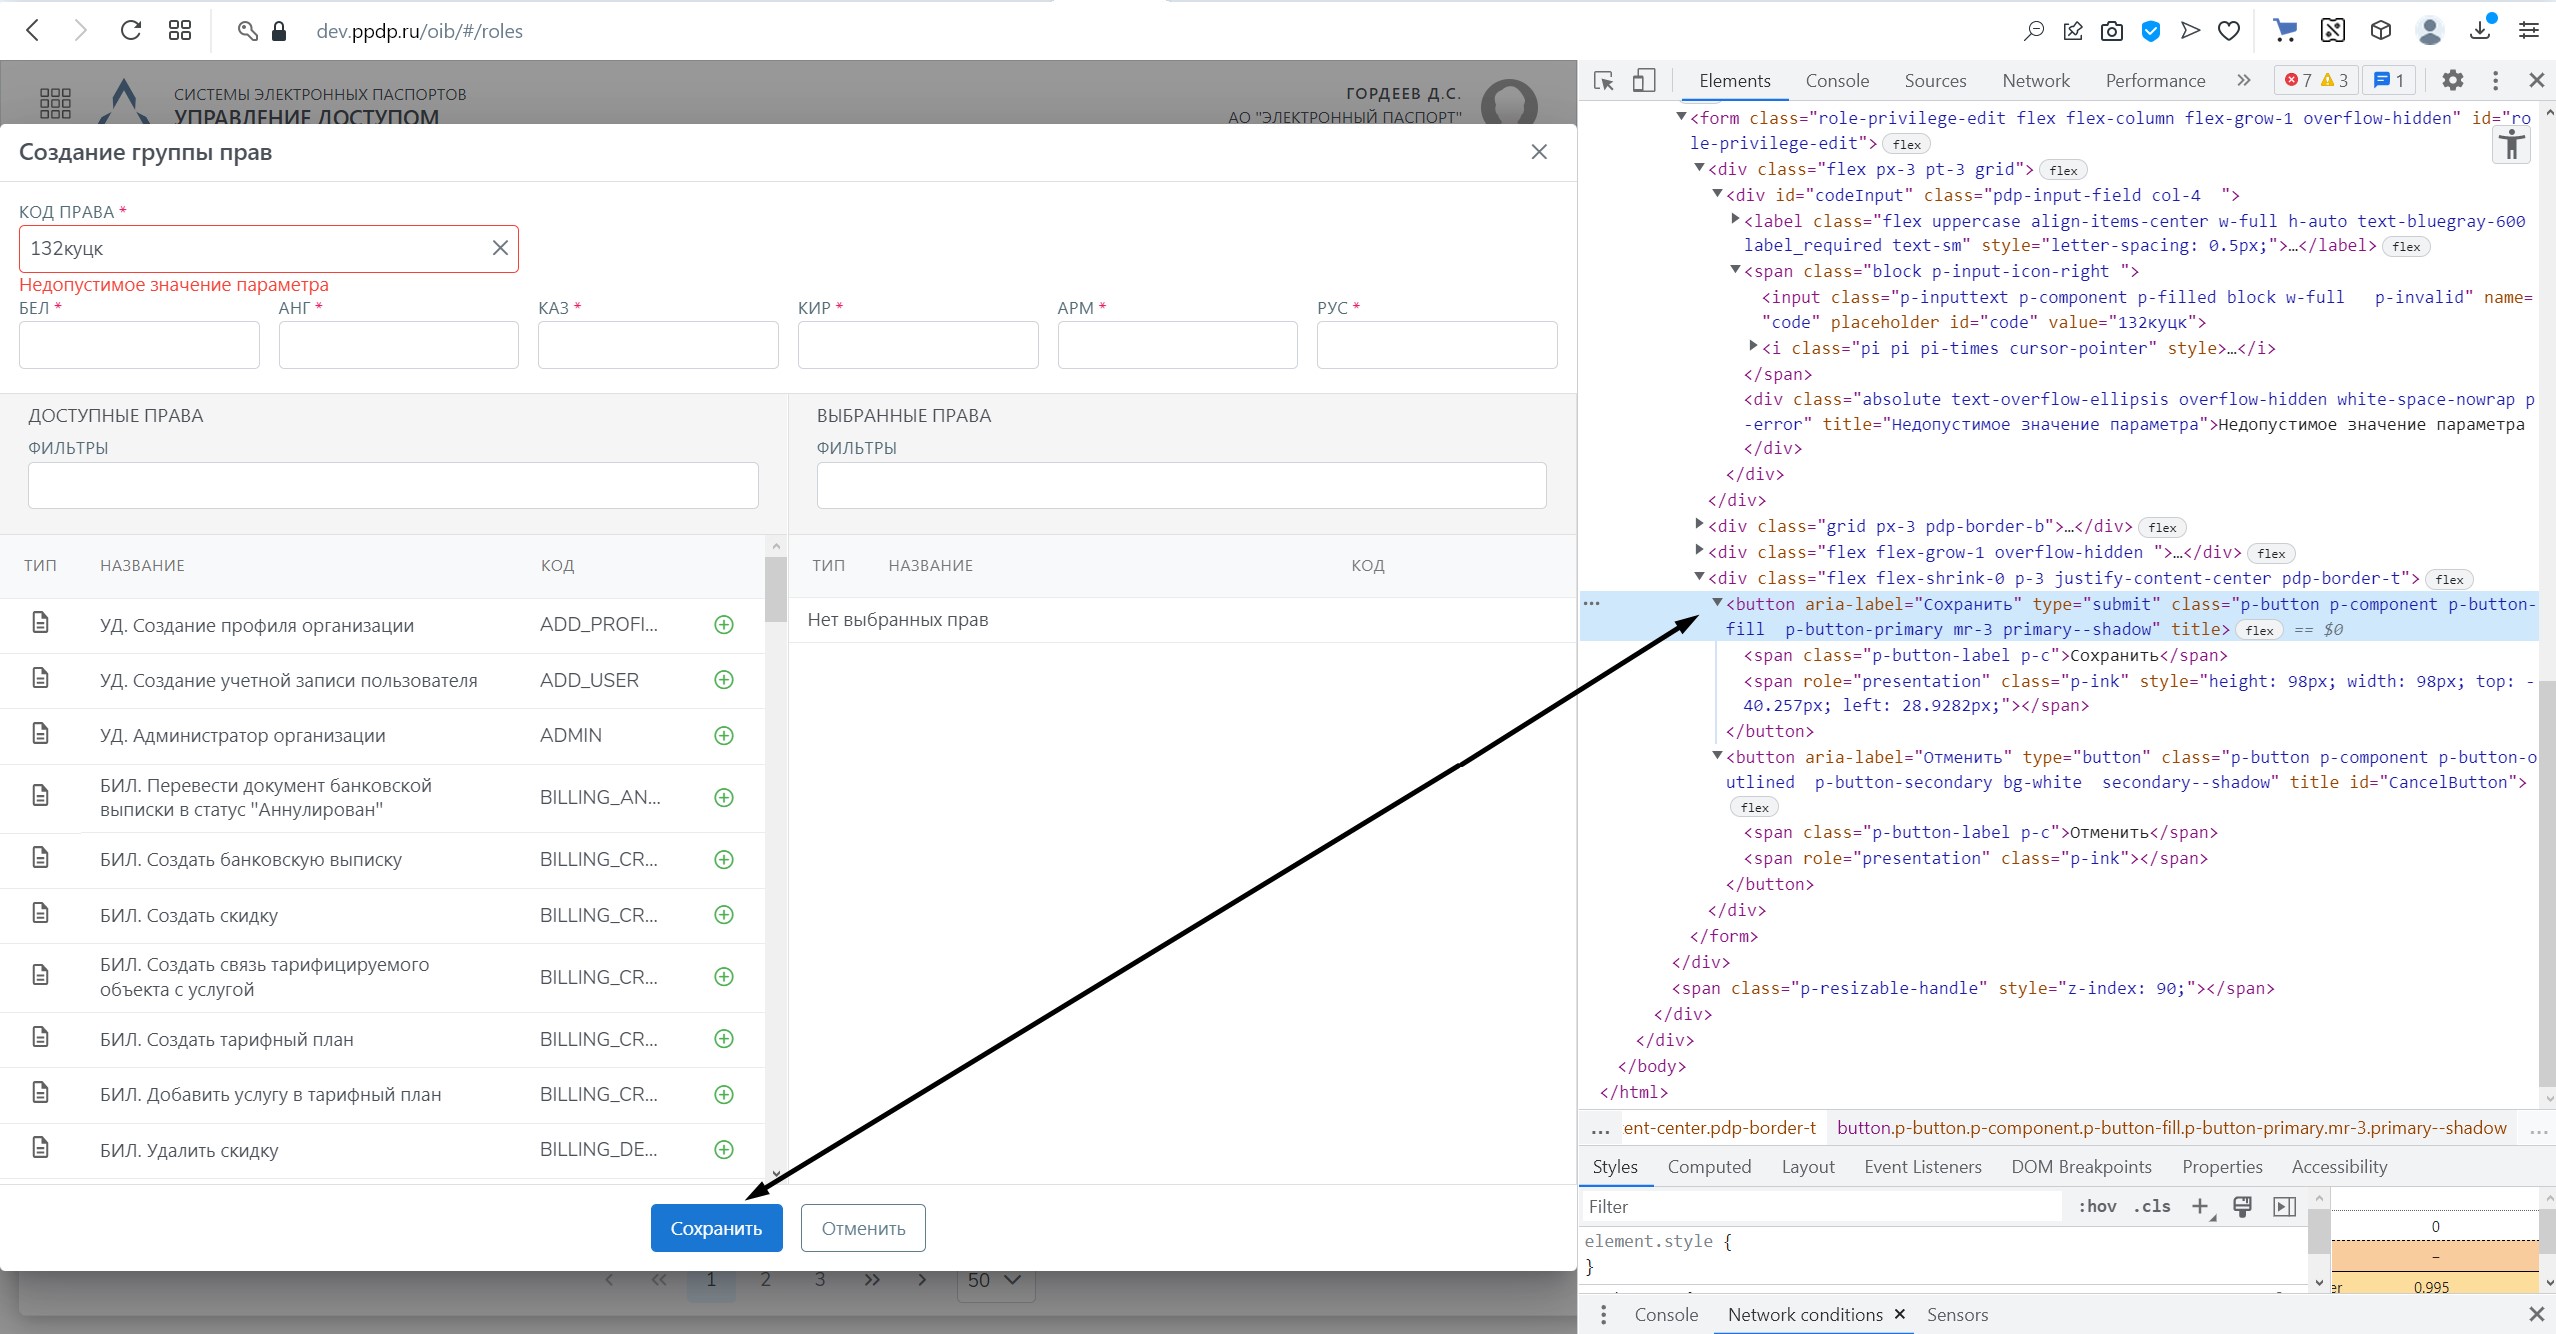 dev.ppdp.ru/oib/#/roles
СИСТЕМЫ ЭЛЕКТРОННЫХ ПАСПОРТОВ
УПРАВЛЕНИЕ ДОСТУПОМ
ГОРДЕЕВ Д.С.
АО "ЭЛЕКТРОННЫЙ ПАСПОРТ"
Создание группы прав
КОД ПРАВА *
132куцк
Недопустимое значение параметра
БЕЛ * АНГ * КАЗ * КИР * АРМ * РУС *
ДОСТУПНЫЕ ПРАВА
ФИЛЬТРЫ
ТИП НАЗВАНИЕ КОД
УД. Создание профиля организации ADD_PROFI...
УД. Создание учетной записи пользователя ADD_USER
УД. Администратор организации ADMIN
БИЛ. Перевести документ банковской
выписки в статус "Аннулирован" BILLING_AN...
БИЛ. Создать банковскую выписку BILLING_CR...
БИЛ. Создать скидку BILLING_CR...
БИЛ. Создать связь тарифицируемого
объекта с услугой BILLING_CR...
БИЛ. Создать тарифный план BILLING_CR...
БИЛ. Добавить услугу в тарифный план BILLING_CR...
БИЛ. Удалить скидку BILLING_DE...
ВЫБРАННЫЕ ПРАВА
ФИЛЬТРЫ
ТИП НАЗВАНИЕ КОД
Нет выбранных прав
Сохранить Отменить
‹ « 1 2 3 » › 50
Elements Console Sources Network Performance » 7 3 1
<form class="role-privilege-edit flex flex-column flex-grow-1 overflow-hidden" id="ro
le-privilege-edit"> flex
<div class="flex px-3 pt-3 grid"> flex
<div id="codeInput" class="pdp-input-field col-4  ">
<label class="flex uppercase align-items-center w-full h-auto text-bluegray-600
label_required text-sm" style="letter-spacing: 0.5px;">…</label> flex
<span class="block p-input-icon-right ">
<input class="p-inputtext p-component p-filled block w-full   p-invalid" name=
"code" placeholder id="code" value="132куцк">
<i class="pi pi pi-times cursor-pointer" style>…</i>
</span>
<div class="absolute text-overflow-ellipsis overflow-hidden white-space-nowrap p
-error" title="Недопустимое значение параметра">Недопустимое значение параметра
</div>
</div>
</div>
<div class="grid px-3 pdp-border-b">…</div> flex
<div class="flex flex-grow-1 overflow-hidden ">…</div> flex
<div class="flex flex-shrink-0 p-3 justify-content-center pdp-border-t"> flex
… <button aria-label="Сохранить" type="submit" class="p-button p-component p-button-
fill  p-button-primary mr-3 primary--shadow" title> flex == $0
<span class="p-button-label p-c">Сохранить</span>
<span role="presentation" class="p-ink" style="height: 98px; width: 98px; top: -
40.257px; left: 28.9282px;"></span>
</button>
<button aria-label="Отменить" type="button" class="p-button p-component p-button-o
utlined  p-button-secondary bg-white  secondary--shadow" title id="CancelButton">
flex
<span class="p-button-label p-c">Отменить</span>
<span role="presentation" class="p-ink"></span>
</button>
</div>
</form>
</div>
<span class="p-resizable-handle" style="z-index: 90;"></span>
</div>
</div>
</body>
</html>
… ent-center.pdp-border-t button.p-button.p-component.p-button-fill.p-button-primary.mr-3.primary--shadow …
Styles Computed Layout Event Listeners DOM Breakpoints Properties Accessibility
Filter :hov .cls +
element.style {
}
0
–
er 0.995
Console Network conditions × Sensors